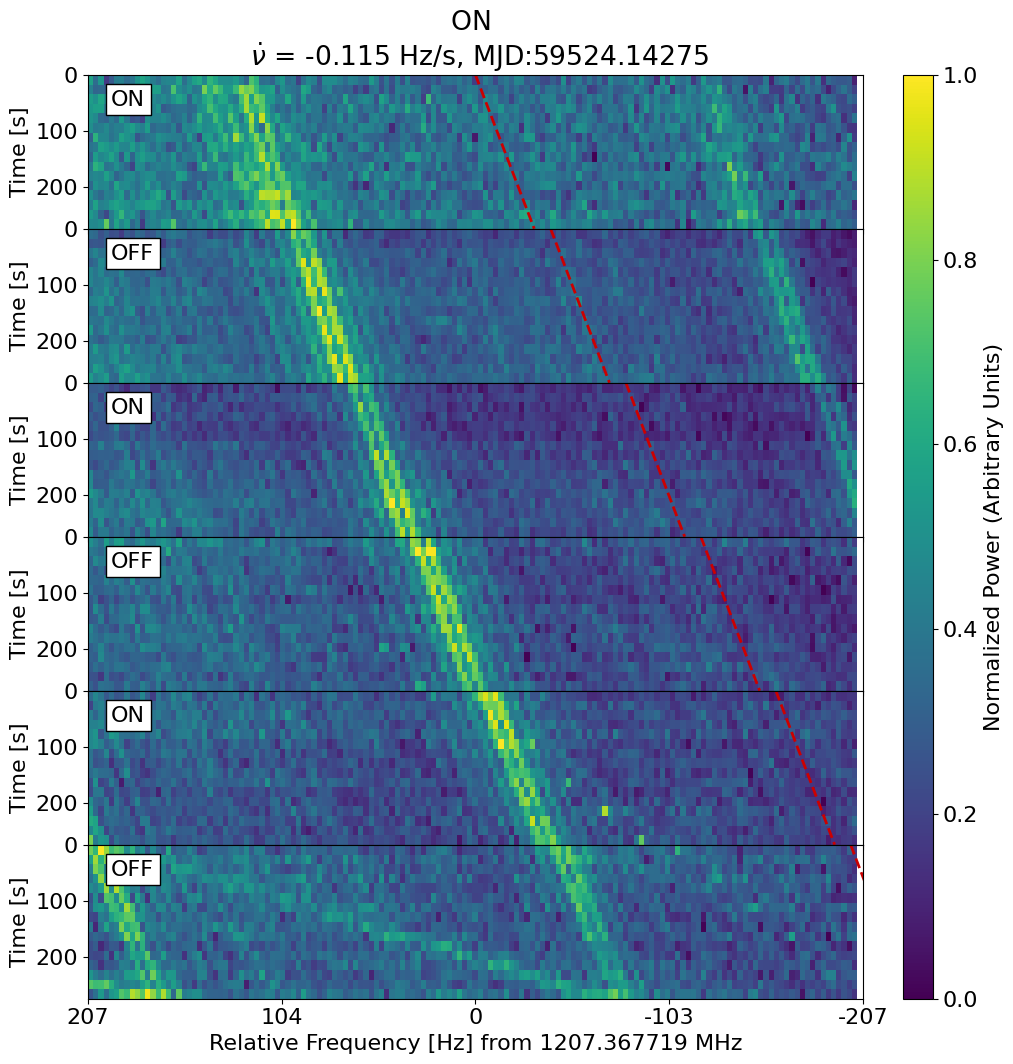 ON
ν̇ = -0.115 Hz/s, MJD:59524.14275
0
100
200
Time [s]
ON
0
100
200
Time [s]
OFF
0
100
200
Time [s]
ON
0
100
200
Time [s]
OFF
0
100
200
Time [s]
ON
0
100
200
Time [s]
OFF
207 104 0 -103 -207
Relative Frequency [Hz] from 1207.367719 MHz
1.0
0.8
0.6
0.4
0.2
0.0
Normalized Power (Arbitrary Units)